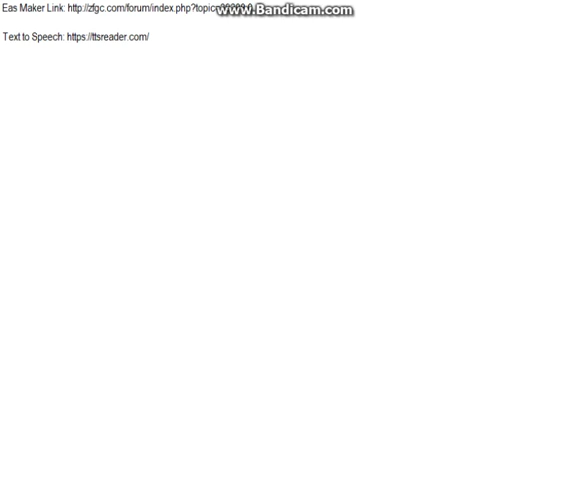 Eas Maker Link: http://zfgc.com/forum/index.php?topic
www.Bandicam.com
Text to Speech: https://ttsreader.com/